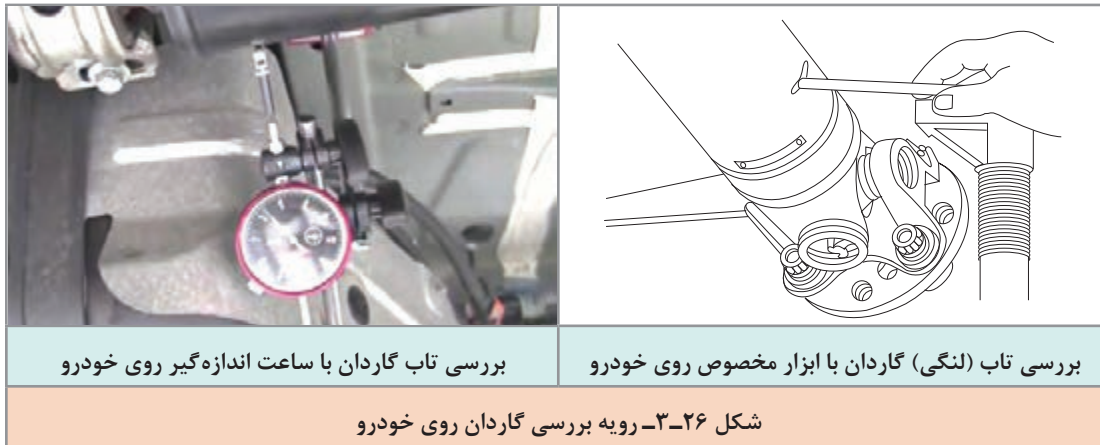 بررسی تاب (لنگی) گاردان با ابزار مخصوص روی خودرو
بررسی تاب گاردان با ساعت اندازه‌گیر روی خودرو
شکل ۲۶ــ۳ــ رویه بررسی گاردان روی خودرو